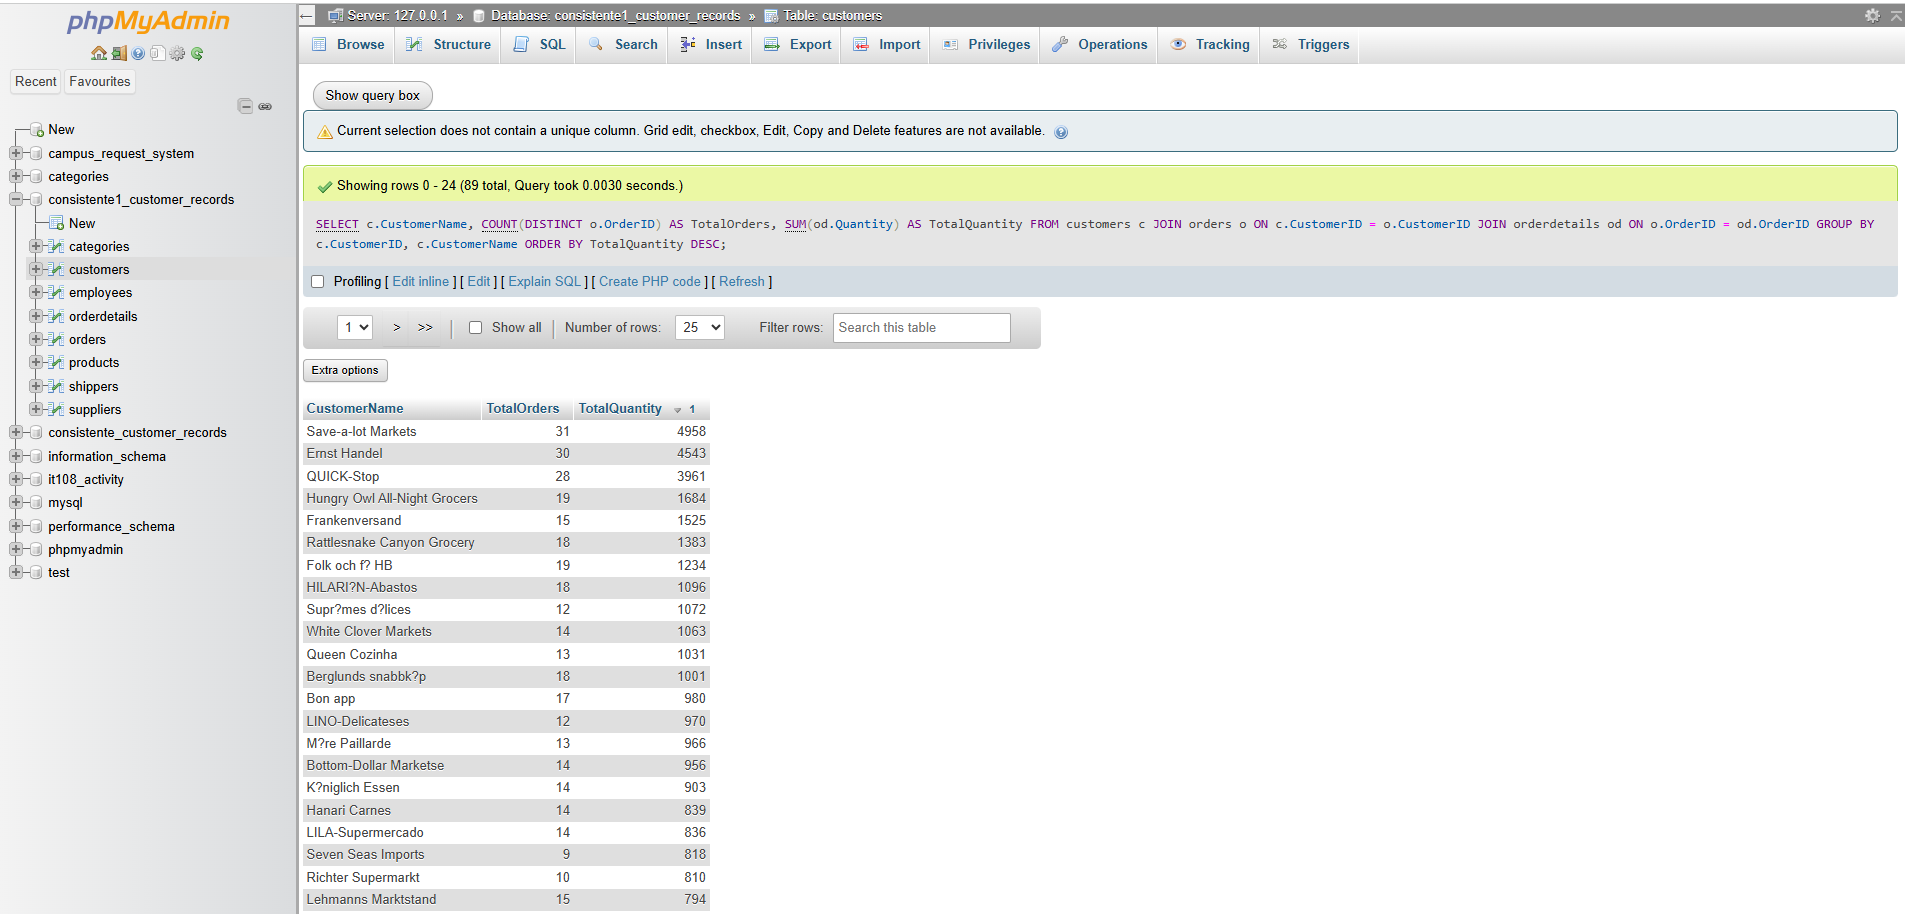 phpMyAdmin
Recent Favourites
New
campus_request_system
categories
consistente1_customer_records
New
categories
customers
employees
orderdetails
orders
products
shippers
suppliers
consistente_customer_records
information_schema
it108_activity
mysql
performance_schema
phpmyadmin
test
Server: 127.0.0.1 » Database: consistente1_customer_records » Table: customers
Browse Structure SQL Search Insert Export Import Privileges Operations Tracking Triggers
Show query box
Current selection does not contain a unique column. Grid edit, checkbox, Edit, Copy and Delete features are not available.
Showing rows 0 - 24 (89 total, Query took 0.0030 seconds.)
SELECT c.CustomerName, COUNT(DISTINCT o.OrderID) AS TotalOrders, SUM(od.Quantity) AS TotalQuantity FROM customers c JOIN orders o ON c.CustomerID = o.CustomerID JOIN orderdetails od ON o.OrderID = od.OrderID GROUP BY
c.CustomerID, c.CustomerName ORDER BY TotalQuantity DESC;
Profiling [ Edit inline ] [ Edit ] [ Explain SQL ] [ Create PHP code ] [ Refresh ]
1 > >> | Show all | Number of rows: 25 Filter rows: Search this table
Extra options
CustomerName TotalOrders TotalQuantity 1
Save-a-lot Markets 31 4958
Ernst Handel 30 4543
QUICK-Stop 28 3961
Hungry Owl All-Night Grocers 19 1684
Frankenversand 15 1525
Rattlesnake Canyon Grocery 18 1383
Folk och f? HB 19 1234
HILARI?N-Abastos 18 1096
Supr?mes d?lices 12 1072
White Clover Markets 14 1063
Queen Cozinha 13 1031
Berglunds snabbk?p 18 1001
Bon app 17 980
LINO-Delicateses 12 970
M?re Paillarde 13 966
Bottom-Dollar Marketse 14 956
K?niglich Essen 14 903
Hanari Carnes 14 839
LILA-Supermercado 14 836
Seven Seas Imports 9 818
Richter Supermarkt 10 810
Lehmanns Marktstand 15 794